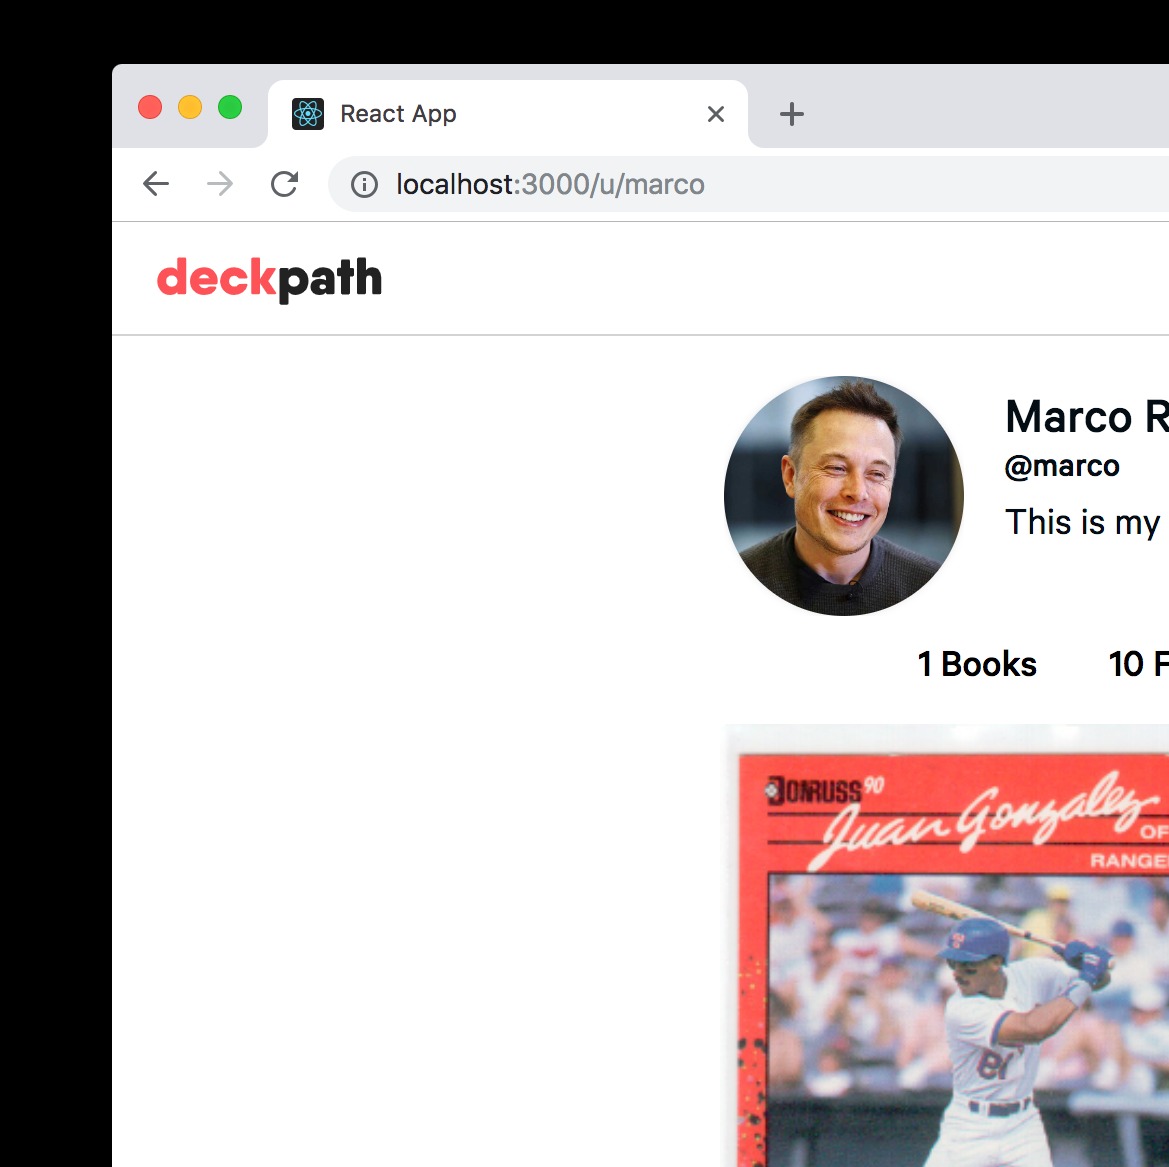 React App
localhost:3000/u/marco
deckpath
Marco R
@marco
This is my
1 Books 10 F
DONRUSS 90
Juan Gonzalez
OF
RANGE